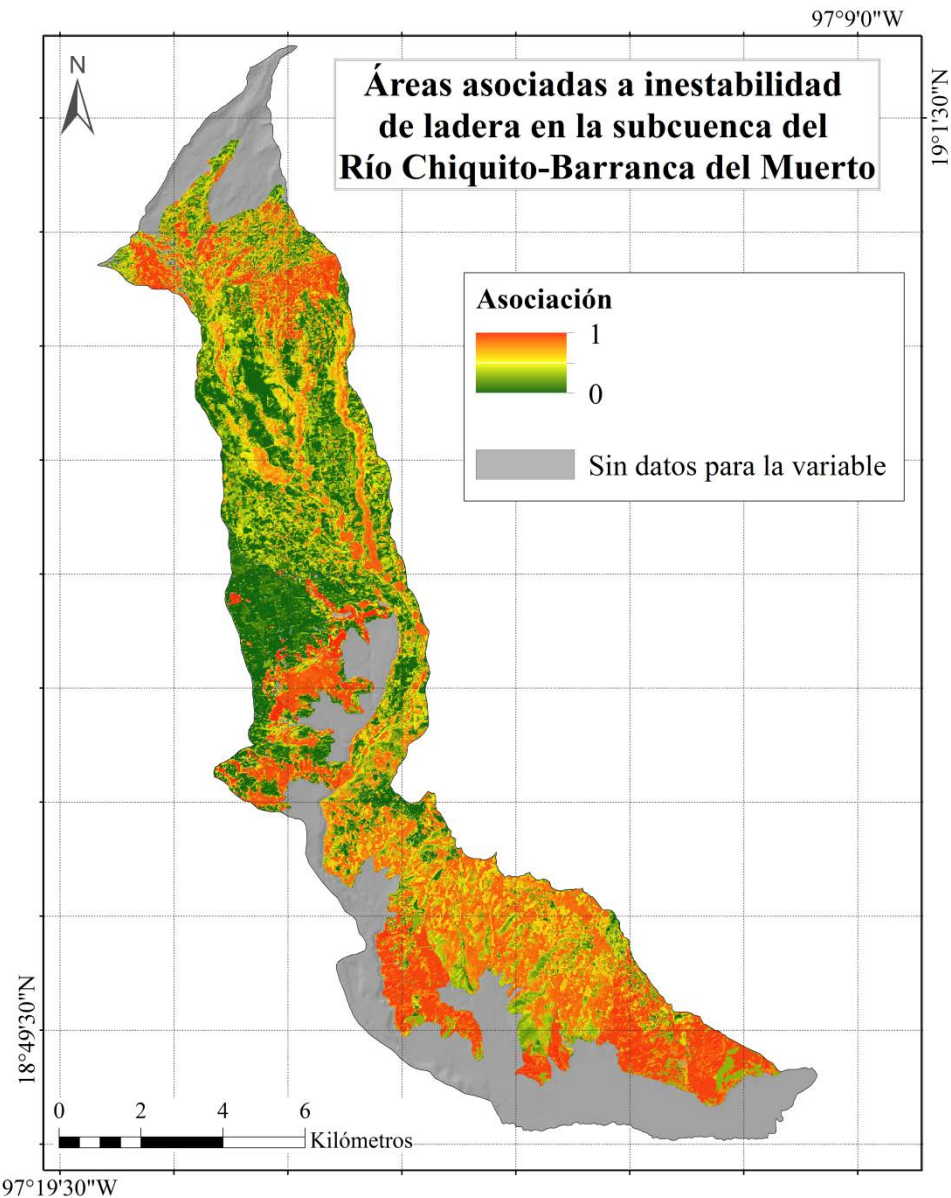 97°9'0"W
N
Áreas asociadas a inestabilidad
de ladera en la subcuenca del
Río Chiquito-Barranca del Muerto
19°1'30"N
Asociación
1
0
Sin datos para la variable
18°49'30"N
0 2 4 6
Kilómetros
97°19'30"W